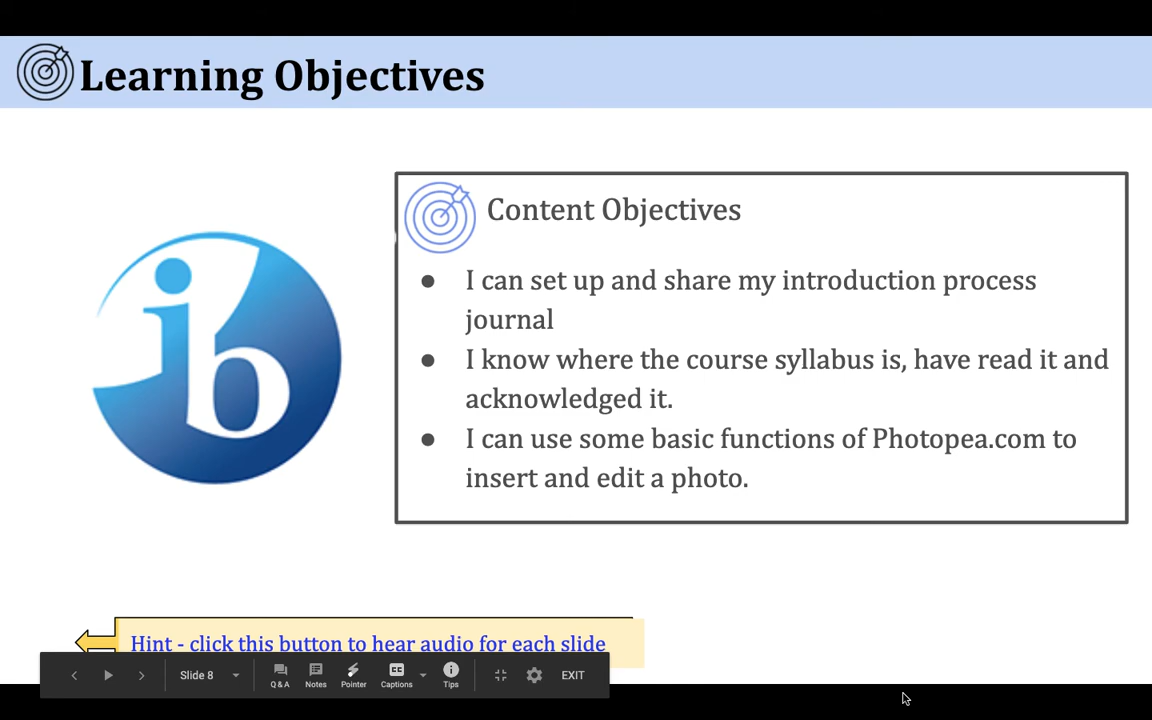 Learning Objectives
Content Objectives
● I can set up and share my introduction process
journal
● I know where the course syllabus is, have read it and
acknowledged it.
● I can use some basic functions of Photopea.com to
insert and edit a photo.
ib
Hint - click this button to hear audio for each slide
Slide 8
Q & A
Notes
Pointer
CC
Captions
Tips
EXIT